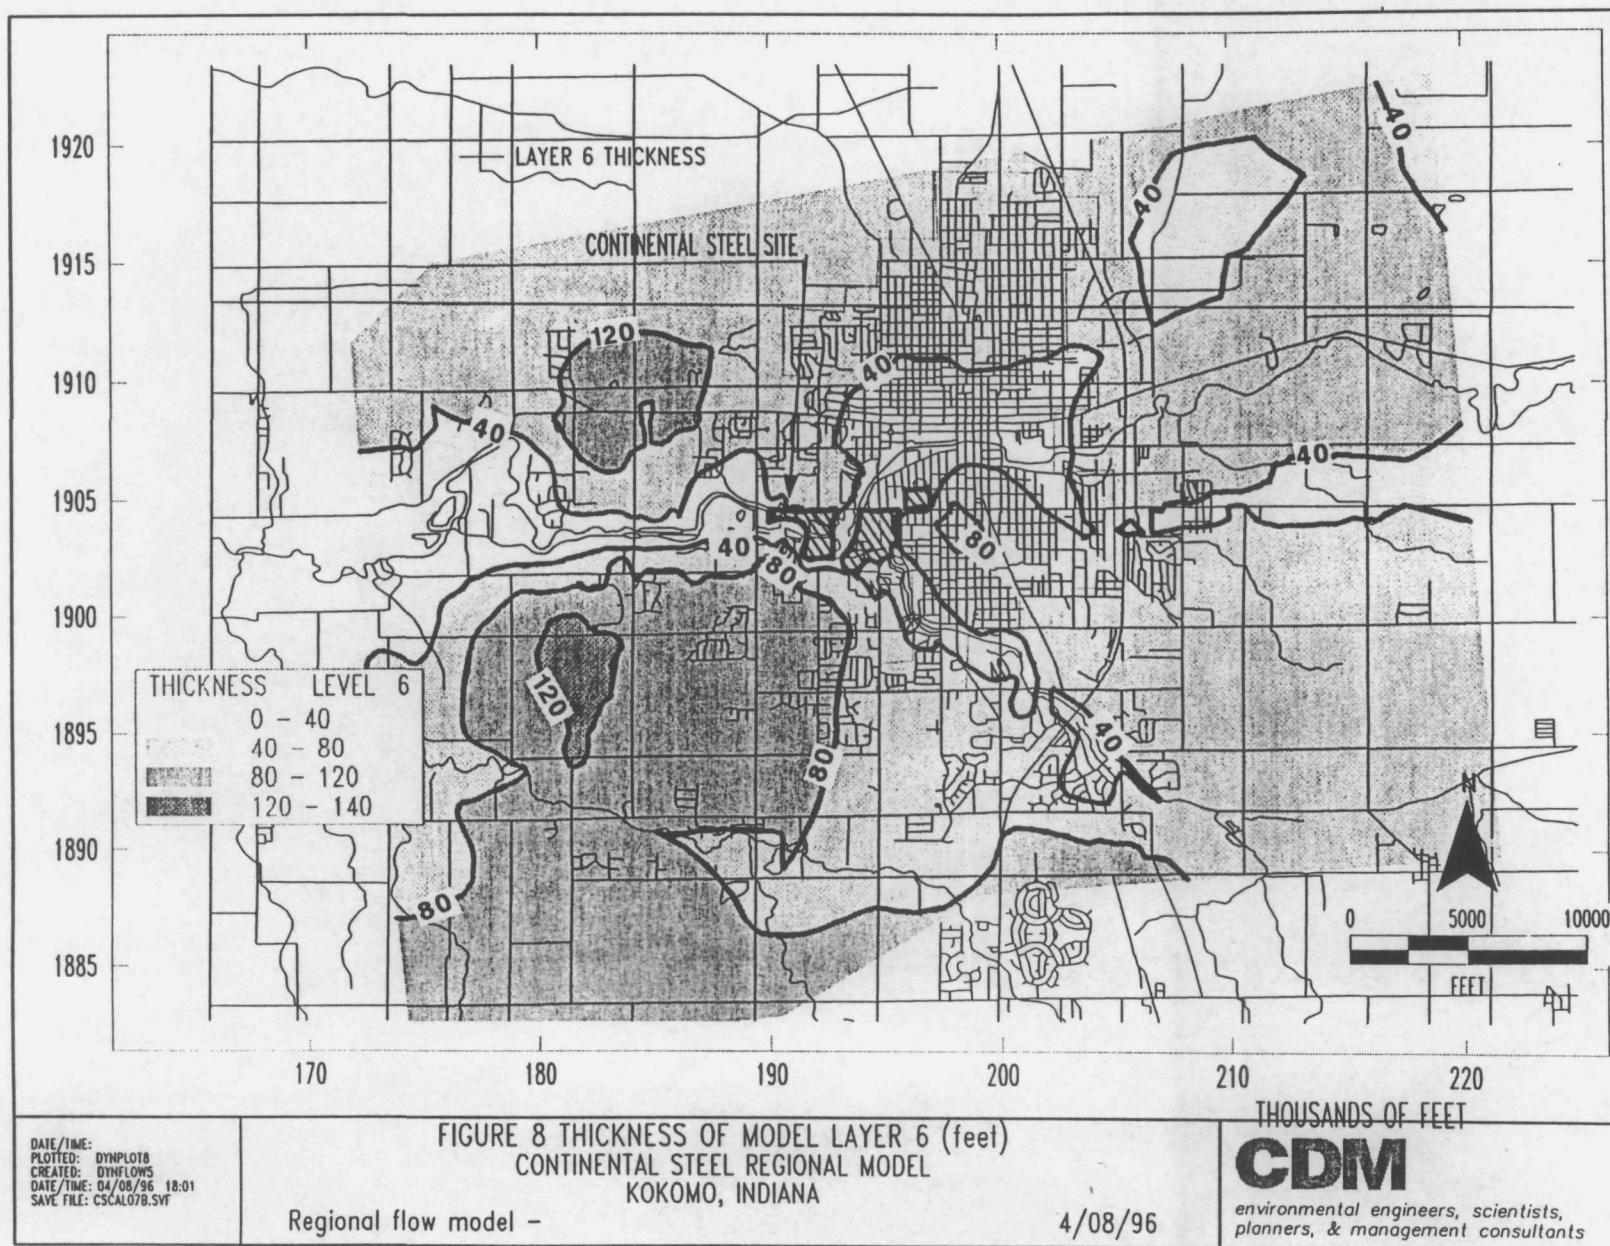 1920
1915
1910
1905
1900
1895
1890
1885
LAYER 6 THICKNESS
CONTINENTAL STEEL SITE
40
40
120
40
40
40
40
80
80
120
80
40
80
THICKNESS LEVEL 6
0 - 40
40 - 80
80 - 120
120 - 140
N
0 5000 10000
FEET
170 180 190 200 210 220
THOUSANDS OF FEET
DATE/TIME:
PLOTTED: DYNPLOT8
CREATED: DYNFLOW5
DATE/TIME: 04/08/96 18:01
SAVE FILE: CSCAL07B.SVF
FIGURE 8 THICKNESS OF MODEL LAYER 6 (feet)
CONTINENTAL STEEL REGIONAL MODEL
KOKOMO, INDIANA
Regional flow model -
4/08/96
CDM
environmental engineers, scientists,
planners, & management consultants